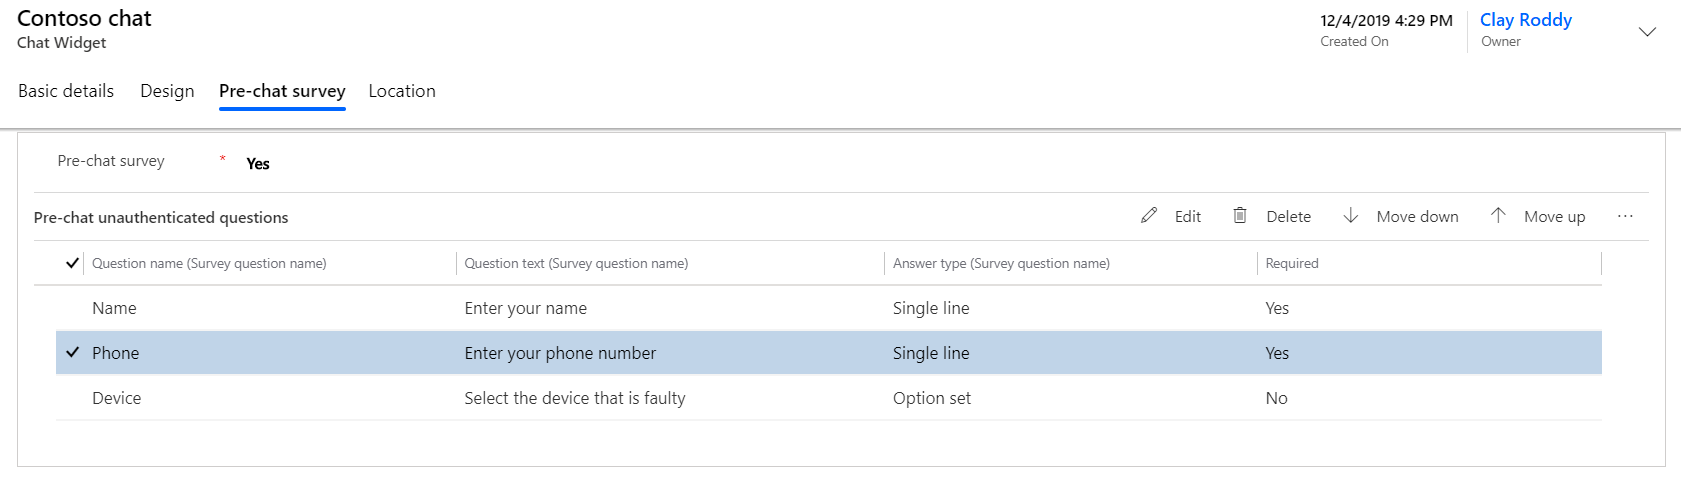 Contoso chat
Chat Widget
12/4/2019 4:29 PM
Created On
Clay Roddy
Owner
Basic details Design Pre-chat survey Location
Pre-chat survey * Yes
Pre-chat unauthenticated questions Edit Delete Move down Move up ...
Question name (Survey question name) Question text (Survey question name) Answer type (Survey question name) Required
Name Enter your name Single line Yes
Phone Enter your phone number Single line Yes
Device Select the device that is faulty Option set No